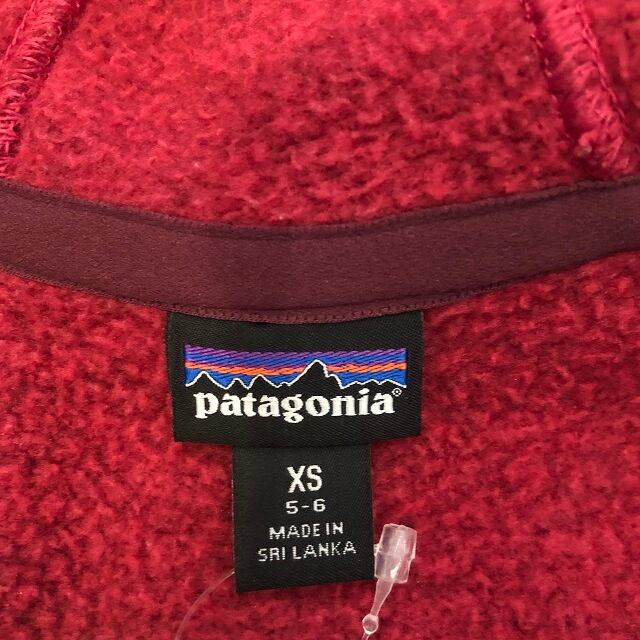 patagonia®
XS
5-6
MADE IN
SRI LANKA